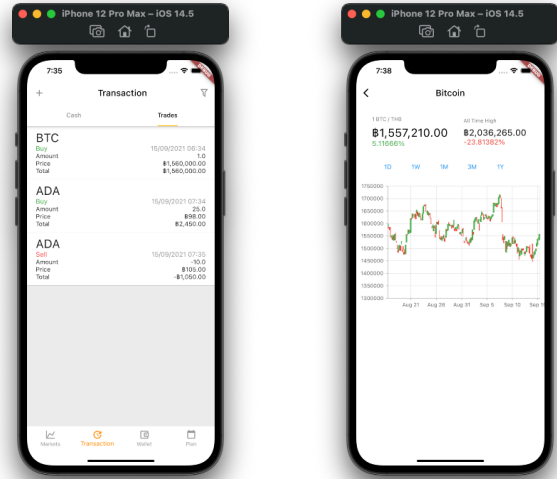 iPhone 12 Pro Max – iOS 14.5
7:35
Transaction
Cash Trades
BTC
Buy 15/09/2021 06:34
Amount 1.0
Price ฿1,560,000.00
Total ฿1,560,000.00
ADA
Buy 15/09/2021 07:34
Amount 25.0
Price ฿98.00
Total ฿2,450.00
ADA
Sell 15/09/2021 07:35
Amount -10.0
Price ฿105.00
Total -฿1,050.00
Markets Transaction Wallet Plan
iPhone 12 Pro Max – iOS 14.5
7:38
Bitcoin
1 BTC / THB All Time High
฿1,557,210.00 ฿2,036,265.00
5.11666% -23.81382%
1D 1W 1M 3M 1Y
1750000
1700000
1650000
1600000
1550000
1500000
1450000
1400000
1350000
1300000
Aug 21 Aug 26 Aug 31 Sep 5 Sep 10 Sep